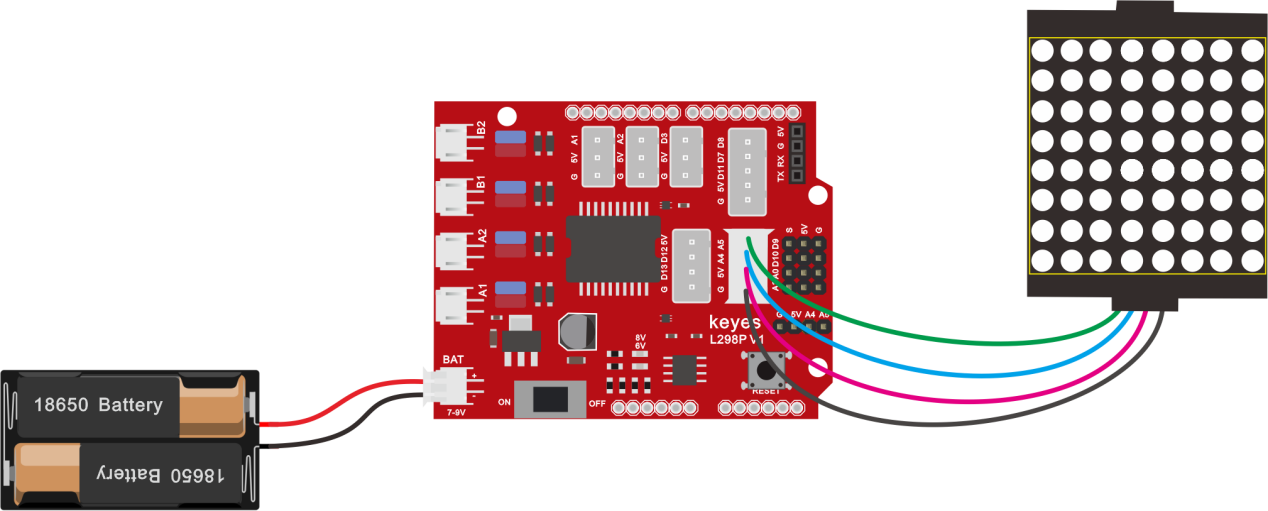 B2
B1
A2
A1
G 5V A1
G 5V A2
G 5V D3
G 5V D11 D7 D8
TX RX G 5V
G D13 D12 5V
G 5V A4 A5
S 5V G
D9
D10
A0
G 5V A4 A5
keyes
L298P V1
8V
6V
BAT
+
-
7-9V
ON
OFF
RESET
18650 Battery
18650 Battery